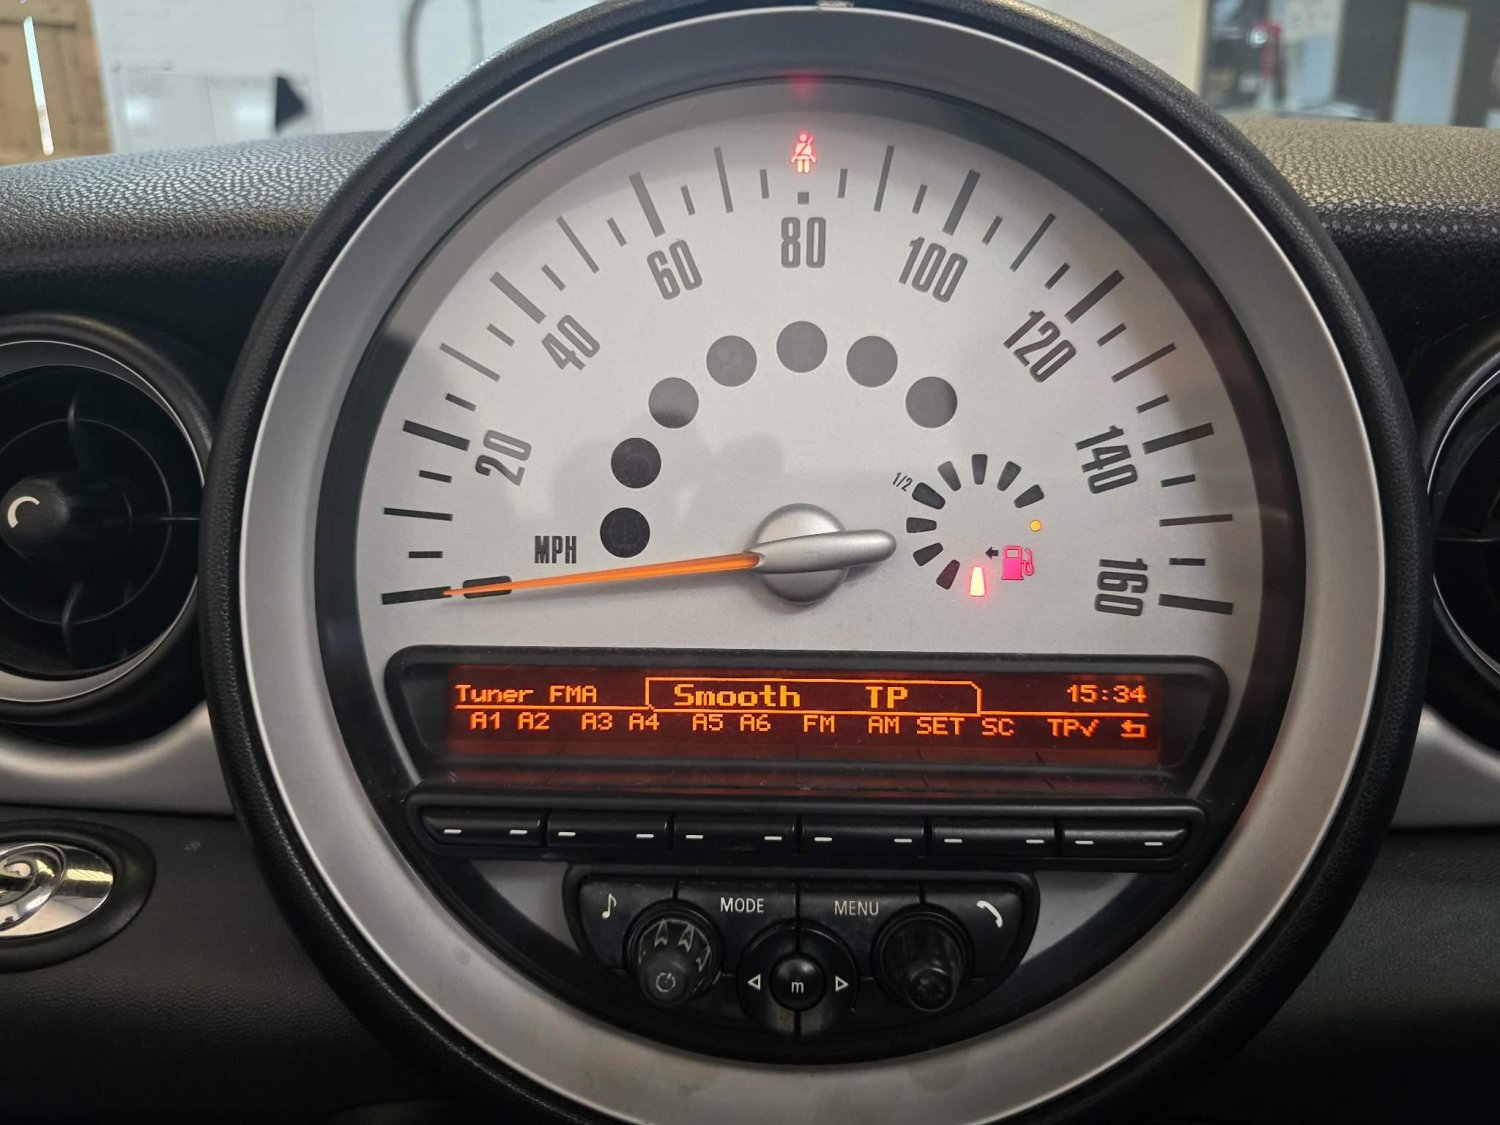 80
60
100
40
120
20
140
1/2
MPH
160
Tuner FMA Smooth TP 15:34
A1 A2 A3 A4 A5 A6 FM AM SET SC TP✓
MODE MENU
m